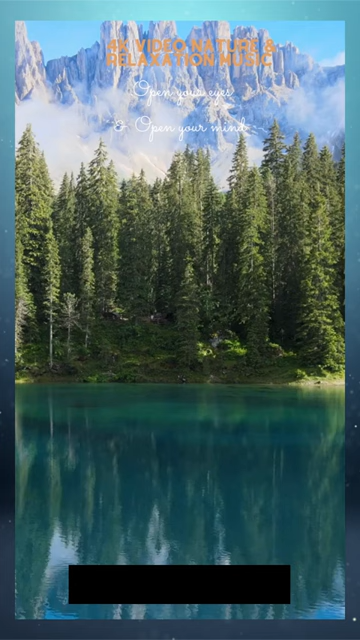 4K VIDEO NATURE &
RELAXATION MUSIC
Open your eyes
& Open your mind